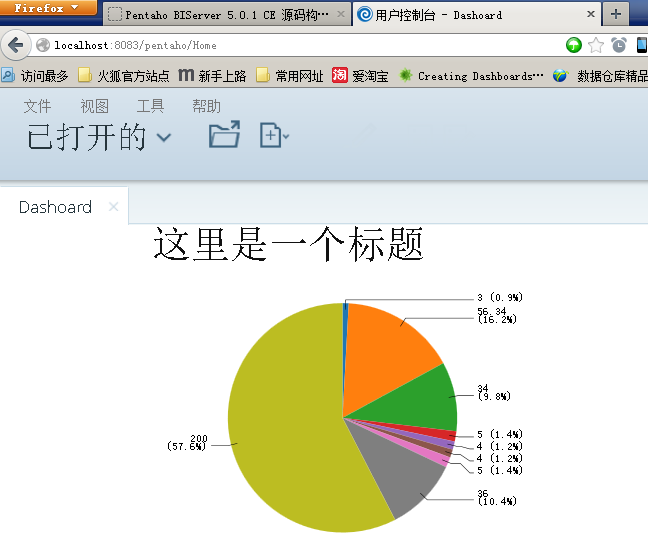 Firefox
Pentaho BIServer 5.0.1 CE 源码构...
用户控制台 - Dashoard
localhost:8083/pentaho/Home
访问最多 火狐官方站点 新手上路 常用网址 爱淘宝 Creating Dashboards... 数据仓库精品
文件 视图 工具 帮助
已打开的
Dashoard
这里是一个标题
3 (0.9%)
56.34
(16.2%)
34
(9.8%)
5 (1.4%)
4 (1.2%)
4 (1.2%)
5 (1.4%)
36
(10.4%)
200
(57.6%)